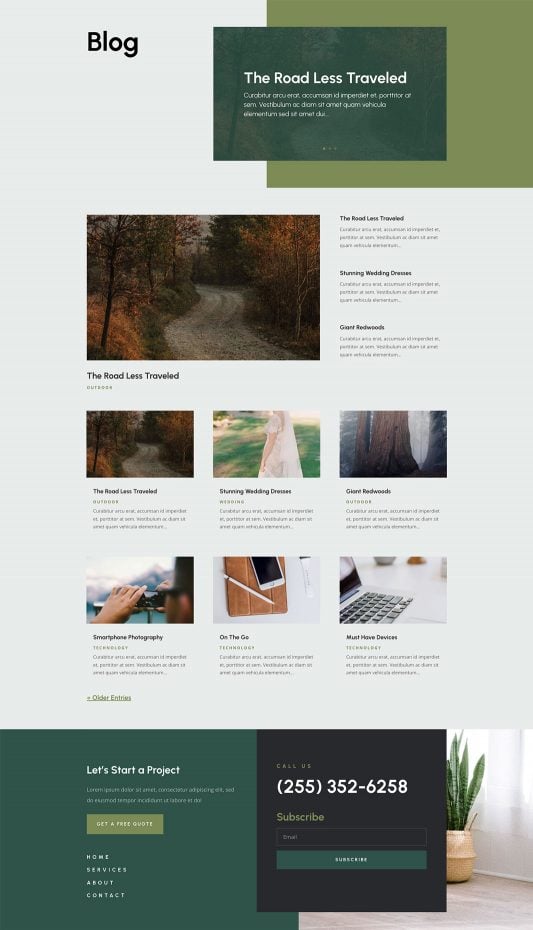 Blog
The Road Less Traveled
Curabitur arcu erat, accumsan id imperdiet et, porttitor at
sem. Vestibulum ac diam sit amet quam vehicula
elementum sed sit amet dui...
The Road Less Traveled
OUTDOOR
The Road Less Traveled
Curabitur arcu erat, accumsan id imperdiet et,
porttitor at sem. Vestibulum ac diam sit amet
quam vehicula elementum...
Stunning Wedding Dresses
Curabitur arcu erat, accumsan id imperdiet et,
porttitor at sem. Vestibulum ac diam sit amet
quam vehicula elementum...
Giant Redwoods
Curabitur arcu erat, accumsan id imperdiet et,
porttitor at sem. Vestibulum ac diam sit amet
quam vehicula elementum...
The Road Less Traveled
OUTDOOR
Curabitur arcu erat, accumsan id imperdiet
et, porttitor at sem. Vestibulum ac diam sit
amet quam vehicula elementum...
Stunning Wedding Dresses
WEDDING
Curabitur arcu erat, accumsan id imperdiet
et, porttitor at sem. Vestibulum ac diam sit
amet quam vehicula elementum...
Giant Redwoods
OUTDOOR
Curabitur arcu erat, accumsan id imperdiet
et, porttitor at sem. Vestibulum ac diam sit
amet quam vehicula elementum...
Smartphone Photography
TECHNOLOGY
Curabitur arcu erat, accumsan id imperdiet
et, porttitor at sem. Vestibulum ac diam sit
amet quam vehicula elementum...
On The Go
TECHNOLOGY
Curabitur arcu erat, accumsan id imperdiet
et, porttitor at sem. Vestibulum ac diam sit
amet quam vehicula elementum...
Must Have Devices
TECHNOLOGY
Curabitur arcu erat, accumsan id imperdiet
et, porttitor at sem. Vestibulum ac diam sit
amet quam vehicula elementum...
« Older Entries
Let's Start a Project
Lorem ipsum dolor sit amet, consectetur adipiscing elit, sed
do eiusmod tempor incididunt ut labore et dol
GET A FREE QUOTE
HOME
SERVICES
ABOUT
CONTACT
CALL US
(255) 352-6258
Subscribe
Email
SUBSCRIBE